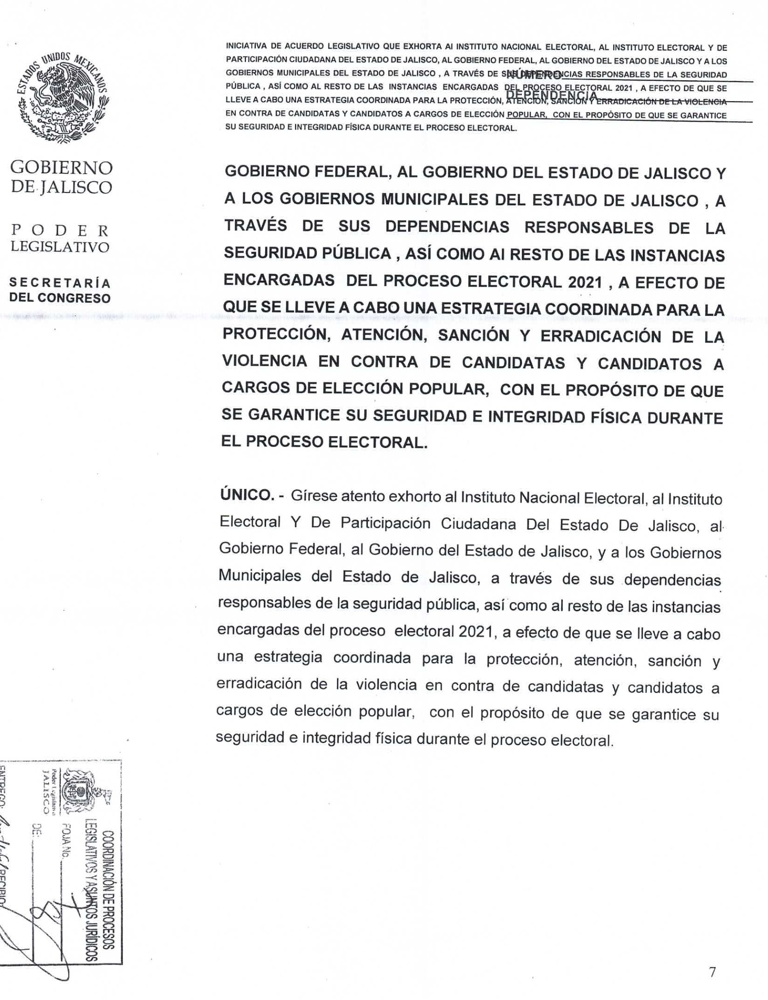 INICIATIVA DE ACUERDO LEGISLATIVO QUE EXHORTA Al INSTITUTO NACIONAL ELECTORAL, AL INSTITUTO ELECTORAL Y DE
PARTICIPACIÓN CIUDADANA DEL ESTADO DE JALISCO, AL GOBIERNO FEDERAL, AL GOBIERNO DEL ESTADO DE JALISCO Y A LOS
GOBIERNOS MUNICIPALES DEL ESTADO DE JALISCO , A TRAVÉS DE SUS DEPENDENCIAS RESPONSABLES DE LA SEGURIDAD
NÚMERO
PÚBLICA , ASÍ COMO AL RESTO DE LAS INSTANCIAS ENCARGADAS DEL PROCESO ELECTORAL 2021 , A EFECTO DE QUE SE
DEPENDENCIA
LLEVE A CABO UNA ESTRATEGIA COORDINADA PARA LA PROTECCIÓN, ATENCIÓN, SANCIÓN Y ERRADICACIÓN DE LA VIOLENCIA
EN CONTRA DE CANDIDATAS Y CANDIDATOS A CARGOS DE ELECCIÓN POPULAR, CON EL PROPÓSITO DE QUE SE GARANTICE
SU SEGURIDAD E INTEGRIDAD FÍSICA DURANTE EL PROCESO ELECTORAL.
ESTADOS UNIDOS MEXICANOS
GOBIERNO
DE JALISCO
PODER
LEGISLATIVO
SECRETARÍA
DEL CONGRESO
GOBIERNO FEDERAL, AL GOBIERNO DEL ESTADO DE JALISCO Y
A LOS GOBIERNOS MUNICIPALES DEL ESTADO DE JALISCO , A
TRAVÉS DE SUS DEPENDENCIAS RESPONSABLES DE LA
SEGURIDAD PÚBLICA , ASÍ COMO Al RESTO DE LAS INSTANCIAS
ENCARGADAS DEL PROCESO ELECTORAL 2021 , A EFECTO DE
QUE SE LLEVE A CABO UNA ESTRATEGIA COORDINADA PARA LA
PROTECCIÓN, ATENCIÓN, SANCIÓN Y ERRADICACIÓN DE LA
VIOLENCIA EN CONTRA DE CANDIDATAS Y CANDIDATOS A
CARGOS DE ELECCIÓN POPULAR, CON EL PROPÓSITO DE QUE
SE GARANTICE SU SEGURIDAD E INTEGRIDAD FÍSICA DURANTE
EL PROCESO ELECTORAL.
ÚNICO. - Gírese atento exhorto al Instituto Nacional Electoral, al Instituto
Electoral Y De Participación Ciudadana Del Estado De Jalisco, al
Gobierno Federal, al Gobierno del Estado de Jalisco, y a los Gobiernos
Municipales del Estado de Jalisco, a través de sus dependencias
responsables de la seguridad pública, así como al resto de las instancias
encargadas del proceso electoral 2021, a efecto de que se lleve a cabo
una estrategia coordinada para la protección, atención, sanción y
erradicación de la violencia en contra de candidatas y candidatos a
cargos de elección popular, con el propósito de que se garantice su
seguridad e integridad física durante el proceso electoral.
COORDINACIÓN DE PROCESOS
LEGISLATIVOS Y ASUNTOS JURÍDICOS
Poder Legislativo
JALISCO
FOJA No.
DE:
ENTREGO:
RECIBIO:
7